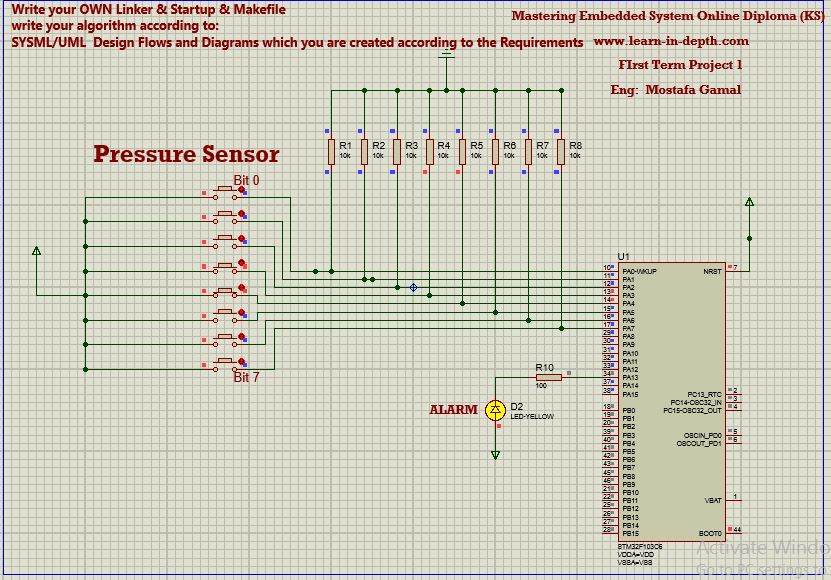 Write your OWN Linker & Startup & Makefile
write your algorithm according to:
SYSML/UML Design Flows and Diagrams which you are created according to the Requirements
Mastering Embedded System Online Diploma (KS)
www.learn-in-depth.com
FIrst Term Project 1
Eng: Mostafa Gamal
Pressure Sensor
Bit 0
Bit 7
R1
10k
R2
10k
R3
10k
R4
10k
R5
10k
R6
10k
R7
10k
R8
10k
U1
10 PA0-WKUP
11 PA1
12 PA2
13 PA3
14 PA4
15 PA5
16 PA6
17 PA7
29 PA8
30 PA9
31 PA10
32 PA11
33 PA12
34 PA13
37 PA14
38 PA15
18 PB0
19 PB1
20 PB2
39 PB3
40 PB4
41 PB5
42 PB6
43 PB7
45 PB8
46 PB9
21 PB10
22 PB11
25 PB12
26 PB13
27 PB14
28 PB15
NRST 7
PC13_RTC 2
PC14-OSC32_IN 3
PC15-OSC32_OUT 4
OSCIN_PD0 5
OSCOUT_PD1 6
VBAT 1
BOOT0 44
STM32F103C6
VDDA=VDD
VSSA=VSS
R10
100
ALARM
D2
LED-YELLOW
Activate Windo
Go to PC settings to